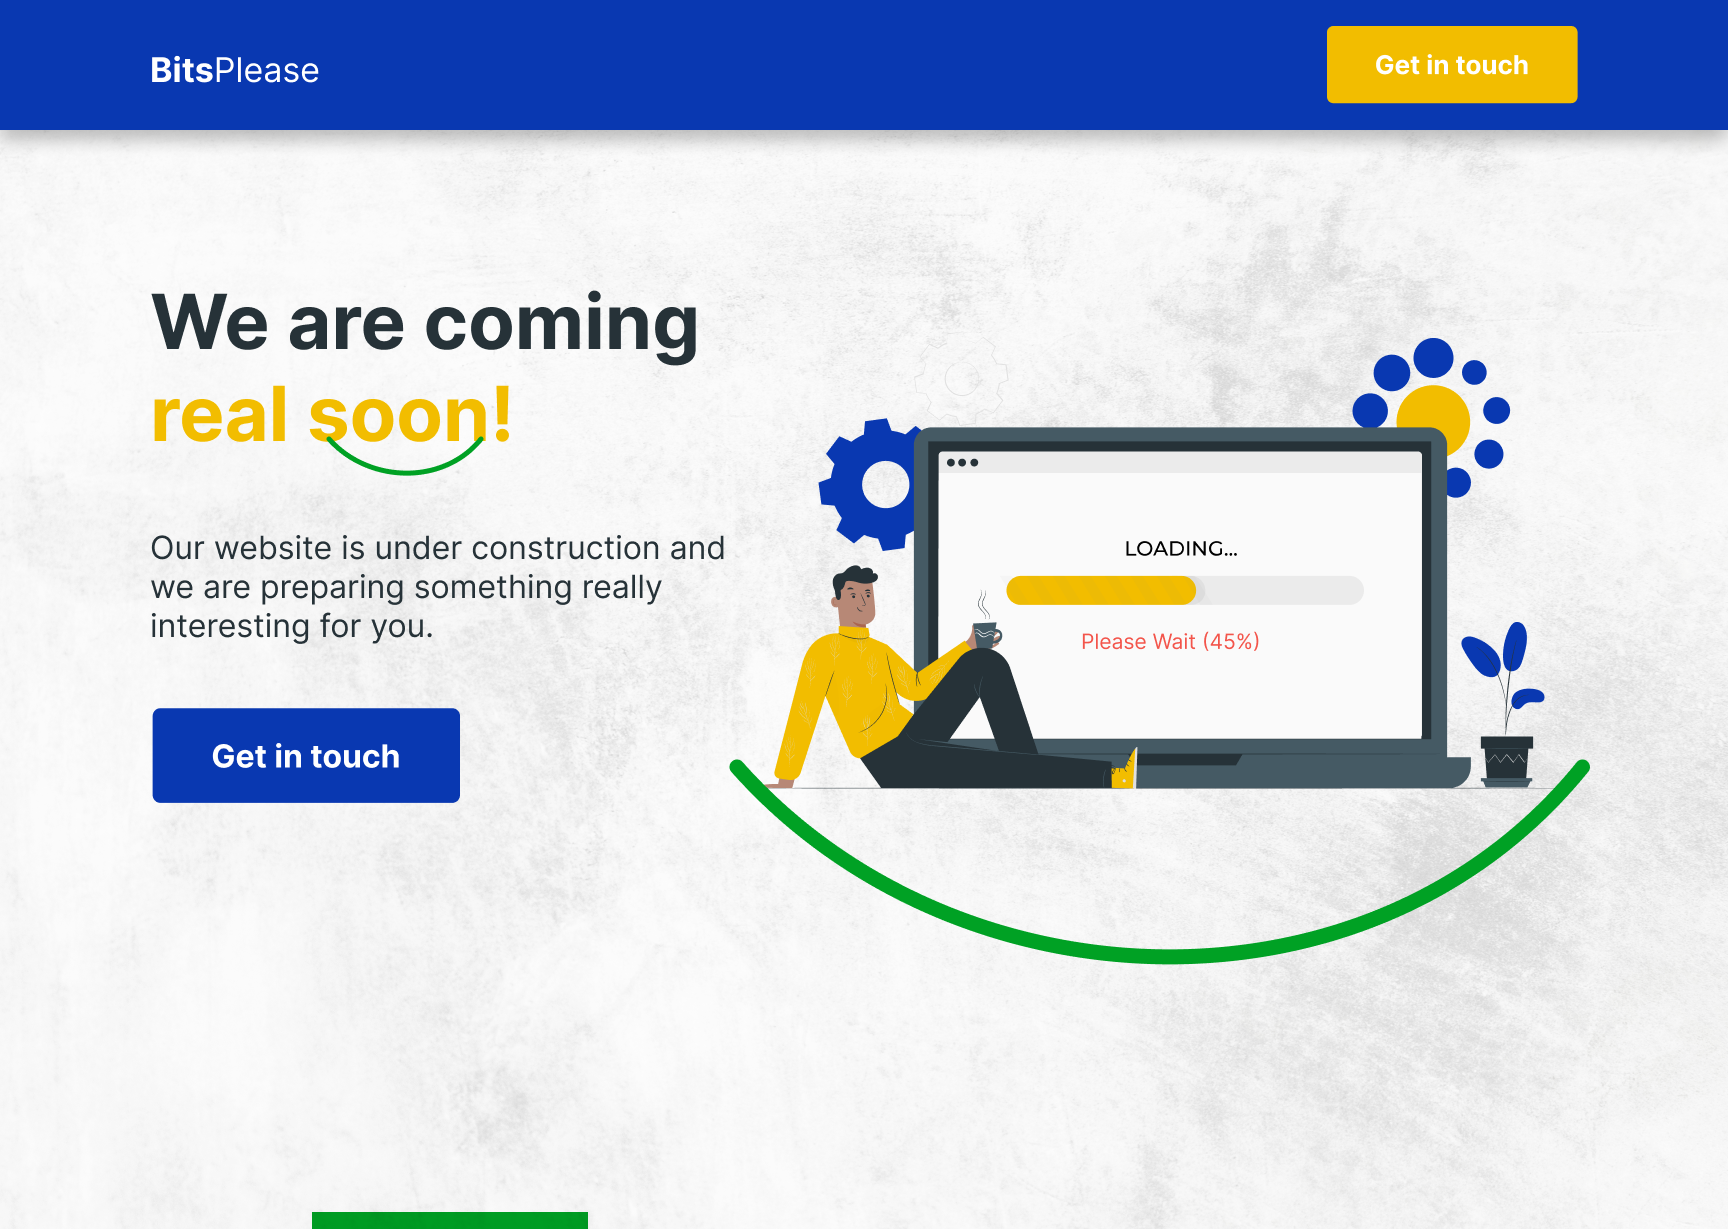 BitsPlease
Get in touch
We are coming
real soon!
Our website is under construction and
we are preparing something really
interesting for you.
Get in touch
LOADING...
Please Wait (45%)